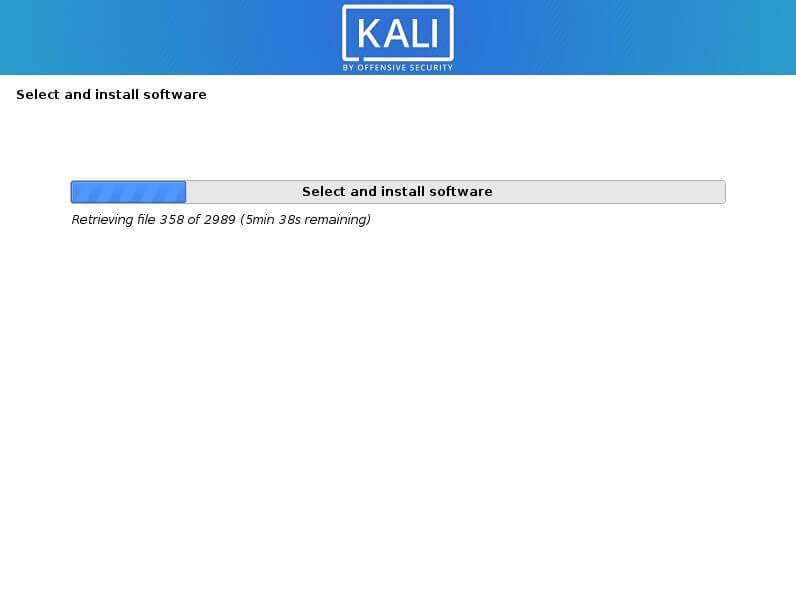 KALI
BY OFFENSIVE SECURITY
Select and install software
Select and install software
Retrieving file 358 of 2989 (5min 38s remaining)